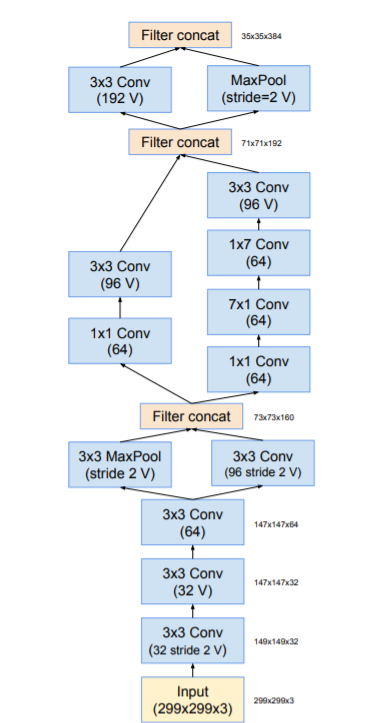 Filter concat
35x35x384
3x3 Conv
(192 V)
MaxPool
(stride=2 V)
Filter concat
71x71x192
3x3 Conv
(96 V)
1x7 Conv
(64)
3x3 Conv
(96 V)
7x1 Conv
(64)
1x1 Conv
(64)
1x1 Conv
(64)
Filter concat
73x73x160
3x3 MaxPool
(stride 2 V)
3x3 Conv
(96 stride 2 V)
3x3 Conv
(64)
147x147x64
3x3 Conv
(32 V)
147x147x32
3x3 Conv
(32 stride 2 V)
149x149x32
Input
(299x299x3)
299x299x3